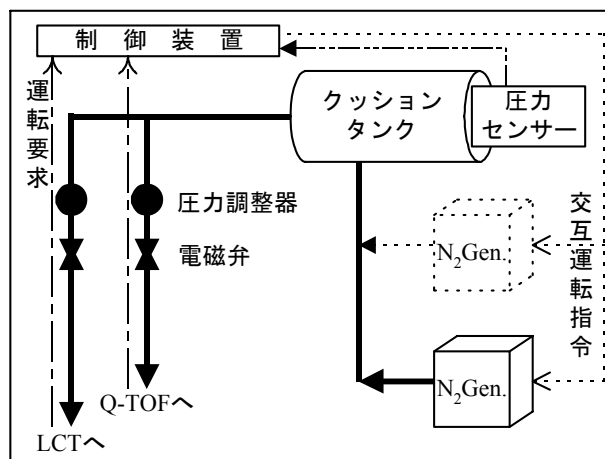 制御装置
運転要求
クッション
タンク
圧力
センサー
圧力調整器
電磁弁
N₂Gen.
N₂Gen.
交互運転指令
Q-TOFへ
LCTへ